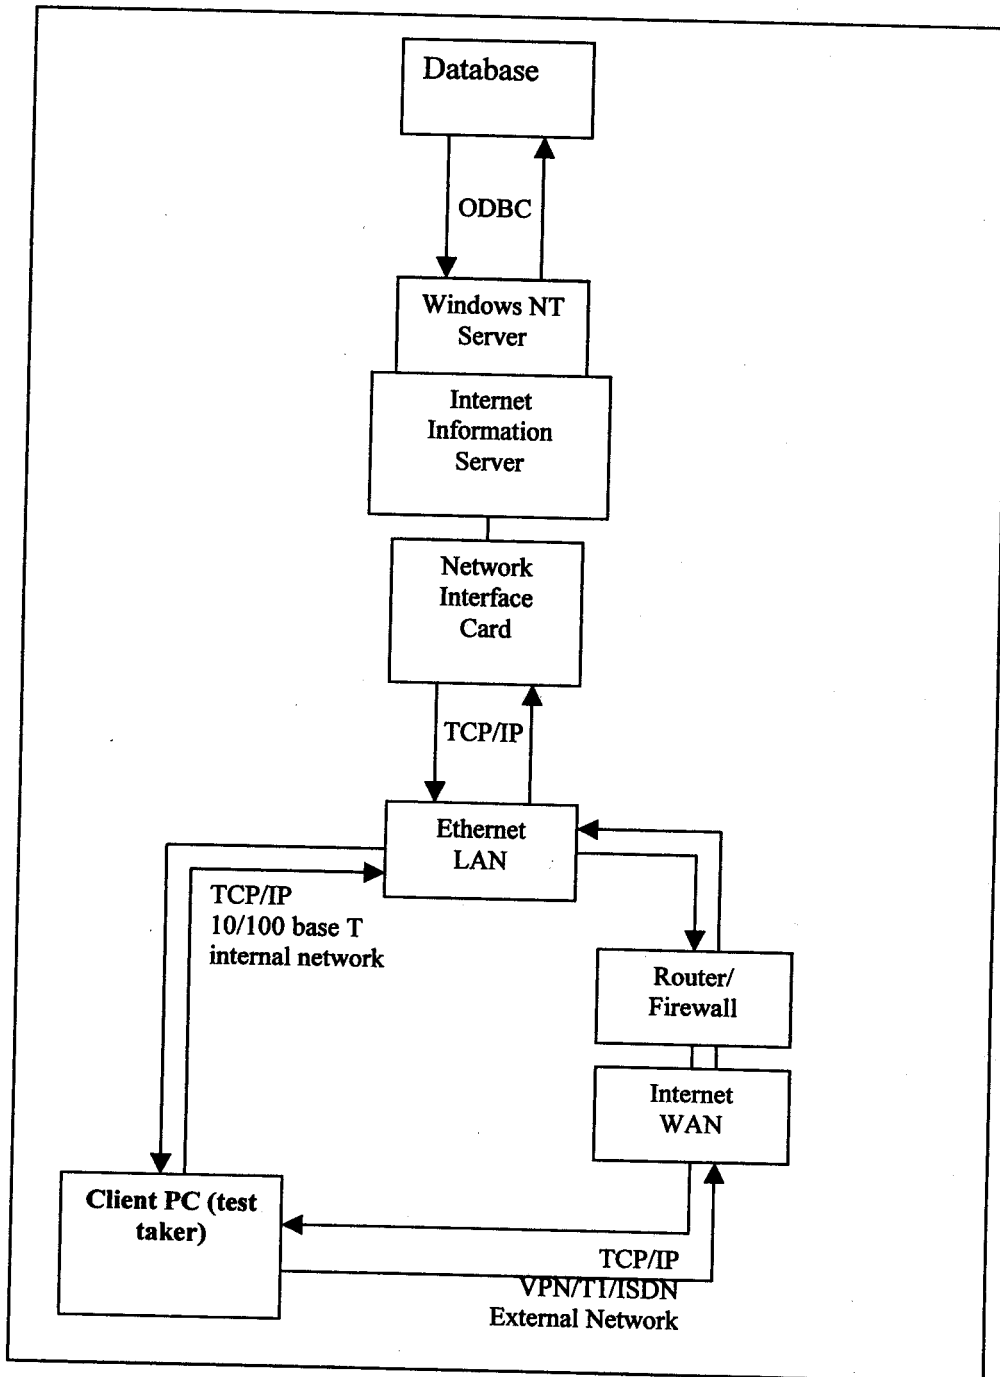 Database
ODBC
Windows NT
Server
Internet
Information
Server
Network
Interface
Card
TCP/IP
Ethernet
LAN
TCP/IP
10/100 base T
internal network
Router/
Firewall
Internet
WAN
Client PC (test
taker)
TCP/IP
VPN/T1/ISDN
External Network